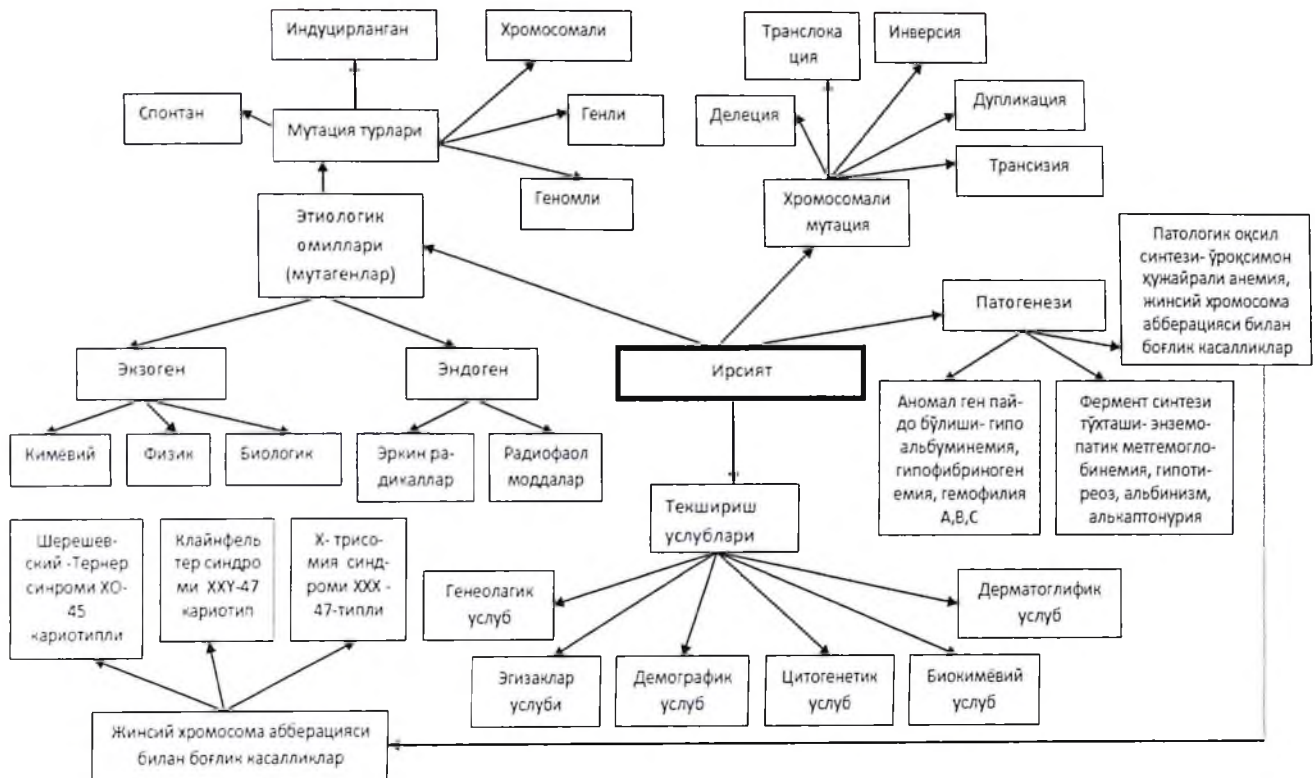 Индуцирланган
Хромосомали
Транслока
ция
Инверсия
Спонтан
Мутация турлари
Генли
Делеция
Дупликация
Трансизия
Геномли
Этиологик
омиллари
(мутагенлар)
Хромосомали
мутация
Патологик оқсил
синтези- ўроқсимон
ҳужайрали анемия,
жинсий хромосома
абберацияси билан
боғлик касалликлар
Патогенези
Экзоген
Эндоген
Ирсият
Кимёвий
Физик
Биологик
Эркин ра-
дикаллар
Радиофаол
моддалар
Аномал ген пай-
до бўлиши- гипо
альбуминемия,
гипофибриноген
емия, гемофилия
А,В,С
Фермент синтези
тўхташи- энземо-
патик метгемогло-
бинемия, гипоти-
реоз, альбинизм,
алькаптонурия
Текшириш
услублари
Шерешев-
ский -Тернер
синроми ХО-
45
кариотипли
Клайнфель
тер синдро
ми ХХY-47
кариотип
Х- трисо-
мия синд-
роми ХХХ -
47-типли
Генеолагик
услуб
Дерматоглифик
услуб
Эгизаклар
услуби
Демографик
услуб
Цитогенетик
услуб
Биокимёвий
услуб
Жинсий хромосома абберацияси
билан боғлик касалликлар